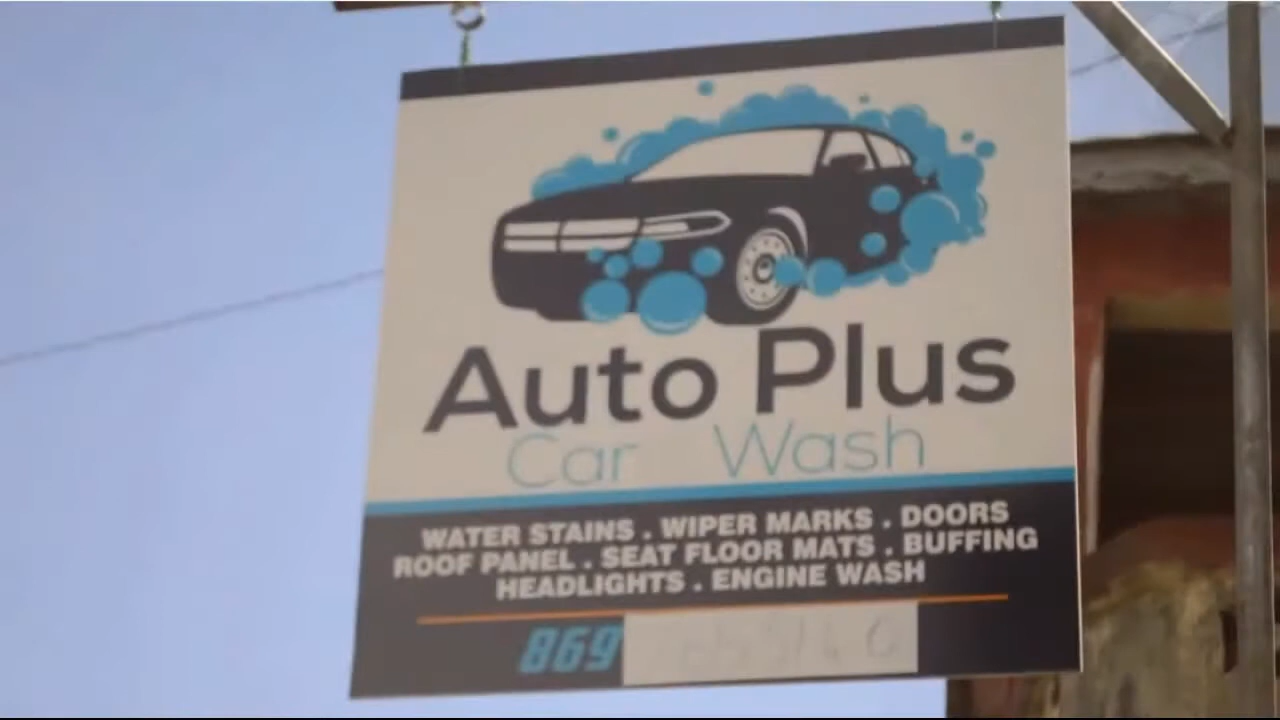 Auto Plus
Car Wash
WATER STAINS . WIPER MARKS . DOORS
ROOF PANEL . SEAT FLOOR MATS . BUFFING
HEADLIGHTS . ENGINE WASH
869